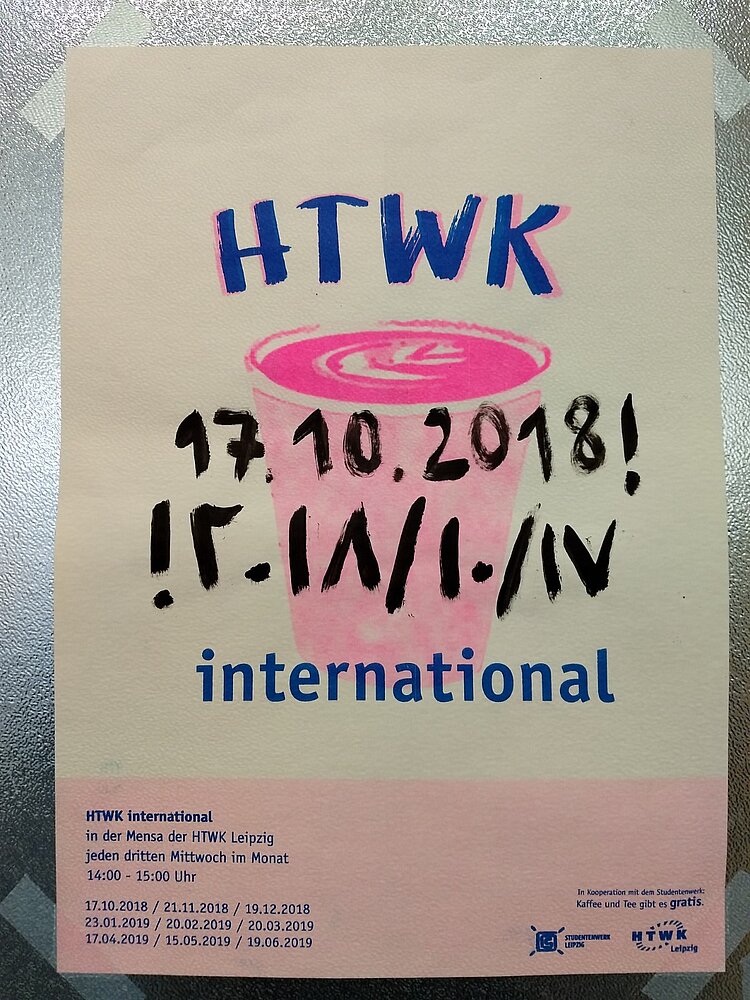 HTWK
17.10.2018!
١٧/١٠/٢٠١٨!
international
HTWK international
in der Mensa der HTWK Leipzig
jeden dritten Mittwoch im Monat
14:00 - 15:00 Uhr
17.10.2018 / 21.11.2018 / 19.12.2018
23.01.2019 / 20.02.2019 / 20.03.2019
17.04.2019 / 15.05.2019 / 19.06.2019
In Kooperation mit dem Studentenwerk:
Kaffee und Tee gibt es gratis.
STUDENTENWERK
LEIPZIG
HTWK
Leipzig